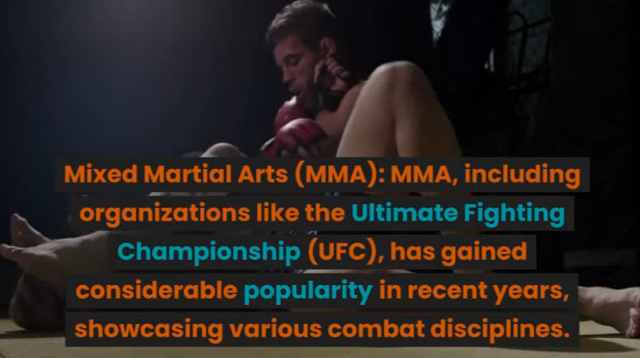 Mixed Martial Arts (MMA): MMA, including
organizations like the Ultimate Fighting
Championship (UFC), has gained
considerable popularity in recent years,
showcasing various combat disciplines.